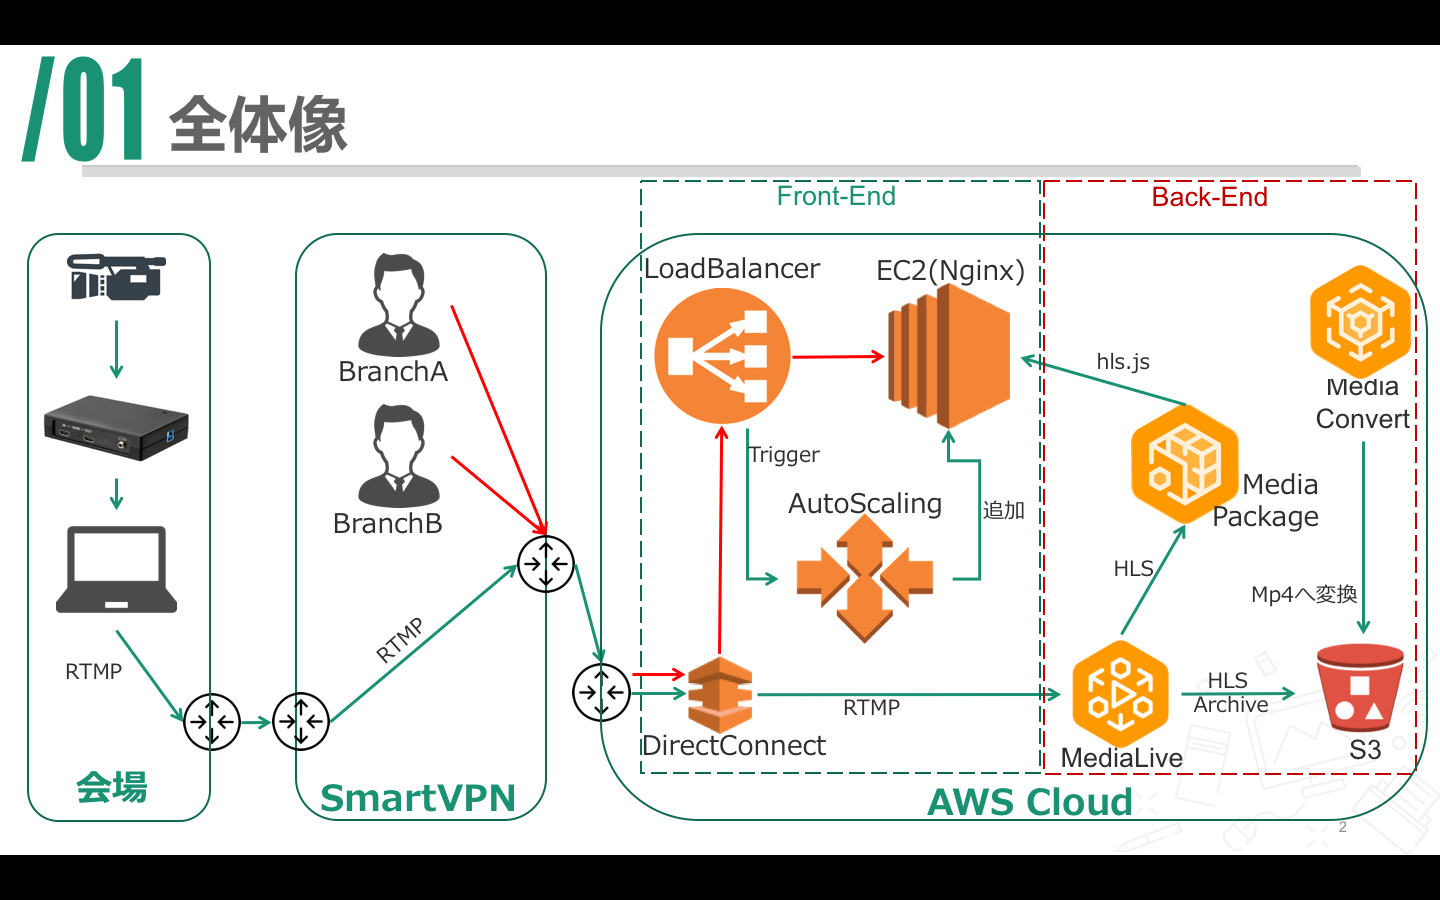 /01 全体像
Front-End
Back-End
LoadBalancer
EC2(Nginx)
BranchA
hls.js
Media
Convert
Trigger
Media
Package
BranchB
AutoScaling
追加
HLS
Mp4へ変換
RTMP
RTMP
HLS
Archive
RTMP
DirectConnect
MediaLive
S3
会場
SmartVPN
AWS Cloud
2